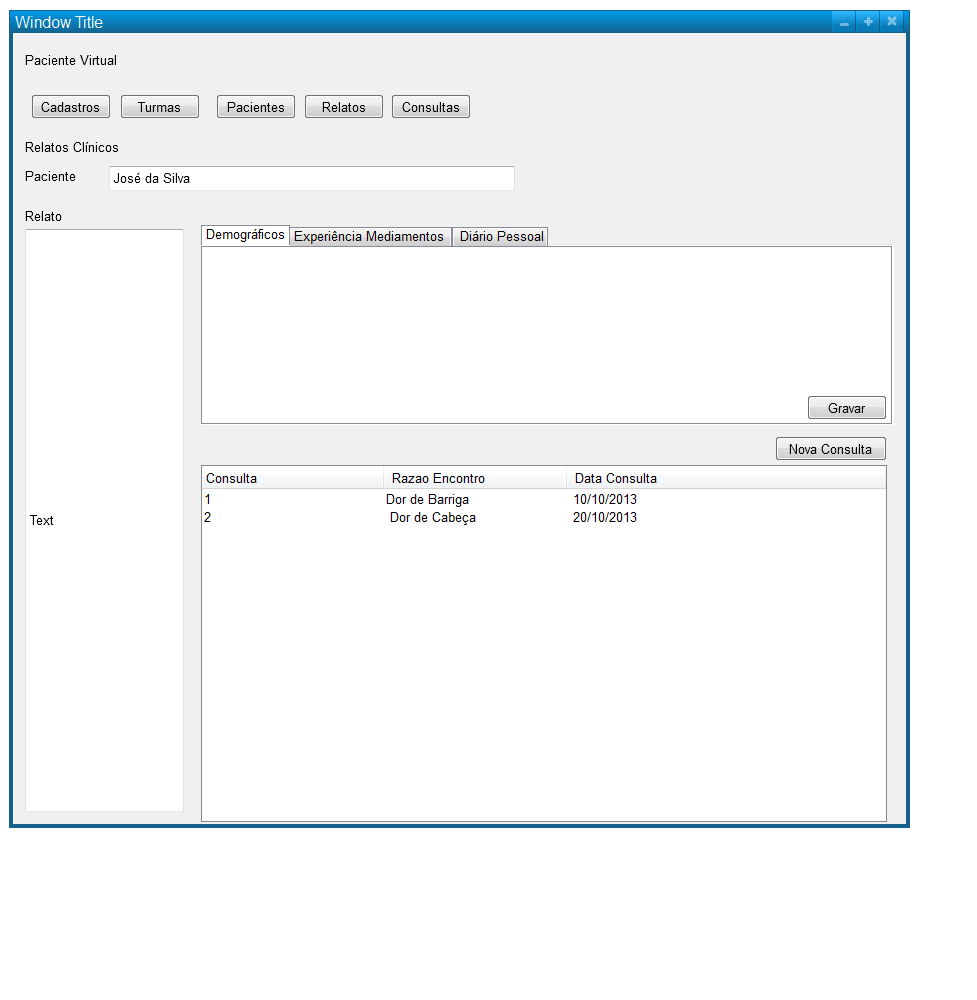 Window Title
Paciente Virtual
Cadastros Turmas Pacientes Relatos Consultas
Relatos Clínicos
Paciente José da Silva
Relato
Demográficos Experiência Mediamentos Diário Pessoal
Gravar
Nova Consulta
Consulta Razao Encontro Data Consulta
1 Dor de Barriga 10/10/2013
2 Dor de Cabeça 20/10/2013
Text